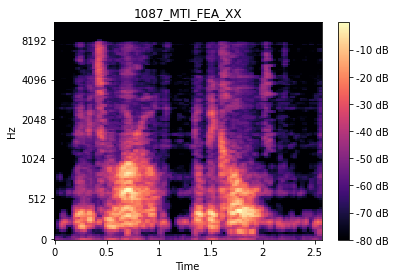 1087_MTI_FEA_XX
8192
4096
2048
1024
512
0
Hz
0 0.5 1 1.5 2 2.5
Time
-10 dB
-20 dB
-30 dB
-40 dB
-50 dB
-60 dB
-70 dB
-80 dB